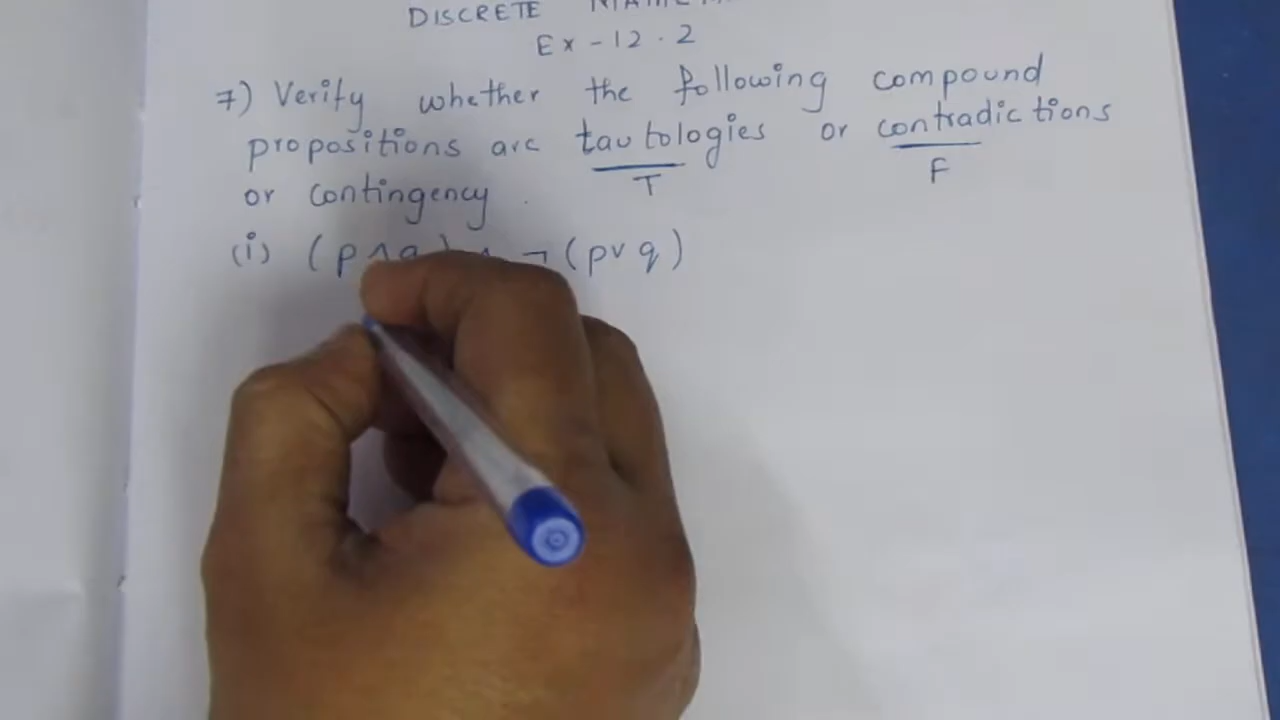 DISCRETE
Ex - 12.2
7) Verify whether the following compound
propositions are tautologies or contradictions
T F
or contingency.
(i) (p ∧ q) ∧ ¬ (p ∨ q)